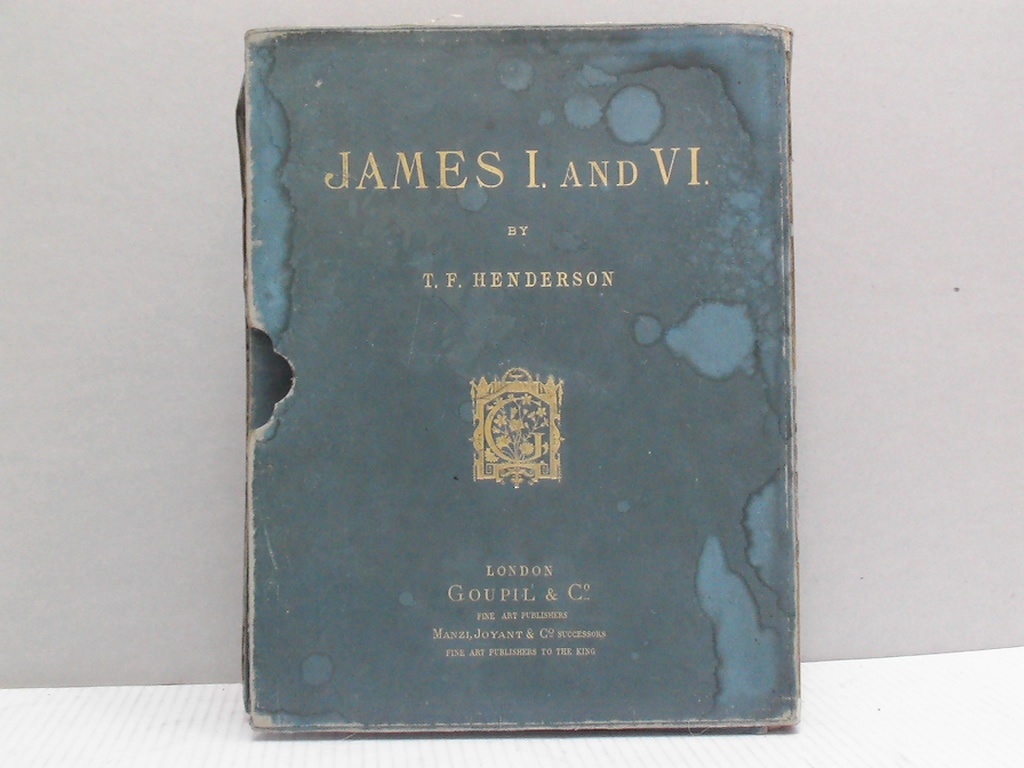 JAMES I. AND VI.
BY
T. F. HENDERSON
G
LONDON
GOUPIL & Cº
FINE ART PUBLISHERS
MANZI, JOYANT & Cº SUCCESSORS
FINE ART PUBLISHERS TO THE KING